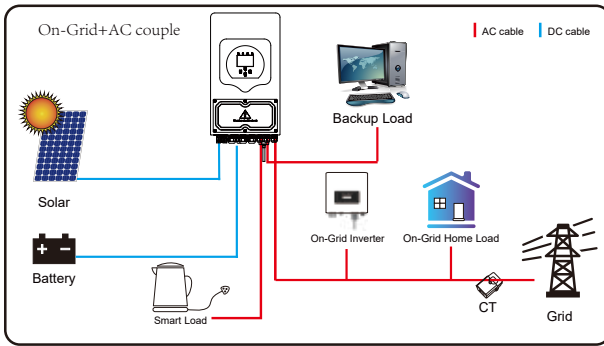 On-Grid+AC couple
AC cable
DC cable
Backup Load
Solar
On-Grid Inverter
On-Grid Home Load
Battery
Smart Load
CT
Grid